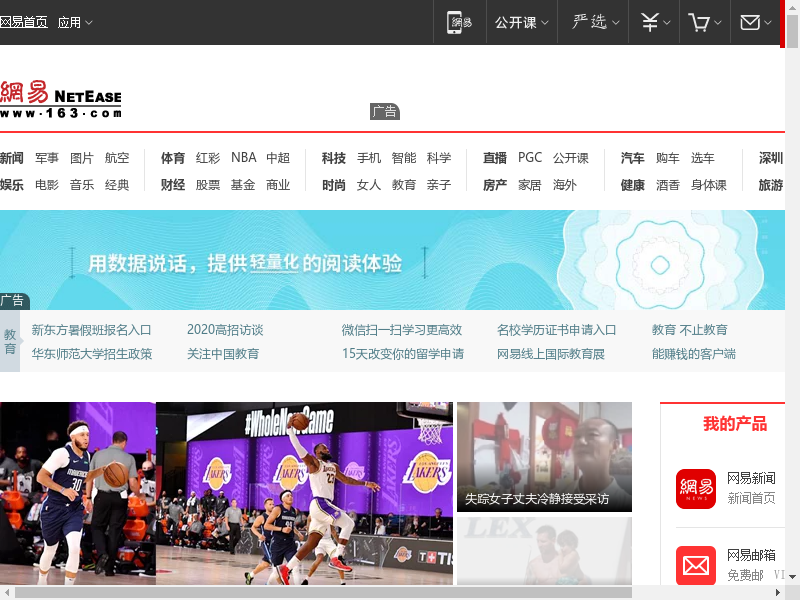 网易首页 应用 網易 公开课 严选
網易 NETEASE
www.163.com
广告
新闻 军事 图片 航空 体育 红彩 NBA 中超 科技 手机 智能 科学 直播 PGC 公开课 汽车 购车 选车 深圳
娱乐 电影 音乐 经典 财经 股票 基金 商业 时尚 女人 教育 亲子 房产 家居 海外 健康 酒香 身体课 旅游
用数据说话，提供轻量化的阅读体验
广告
教育
新东方暑假班报名入口 2020高招访谈 微信扫一扫学习更高效 名校学历证书申请入口 教育 不止教育
华东师范大学招生政策 关注中国教育 15天改变你的留学申请 网易线上国际教育展 能赚钱的客户端
#WholeNewGame
LAKERS LAKERS LAKERS LAKERS
MAVERICKS
30
23
失踪女子丈夫冷静接受采访
LEX
我的产品
網易
NEWS
网易新闻
新闻首页
网易邮箱
免费邮 VI